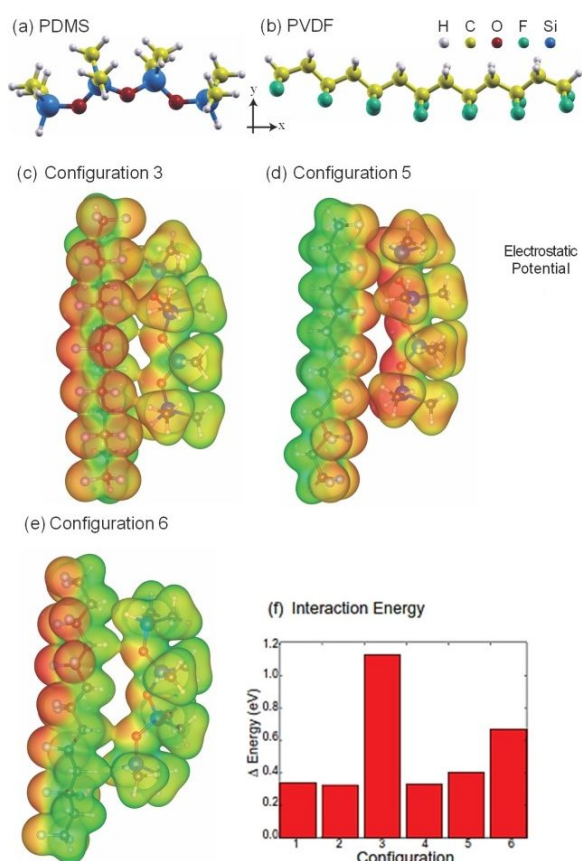 (a) PDMS
(b) PVDF
H C O F Si
y
x
(c) Configuration 3
(d) Configuration 5
Electrostatic
Potential
(e) Configuration 6
(f) Interaction Energy
Δ Energy (eV)
1.2
1.0
0.8
0.6
0.4
0.2
0.0
1 2 3 4 5 6
Configuration